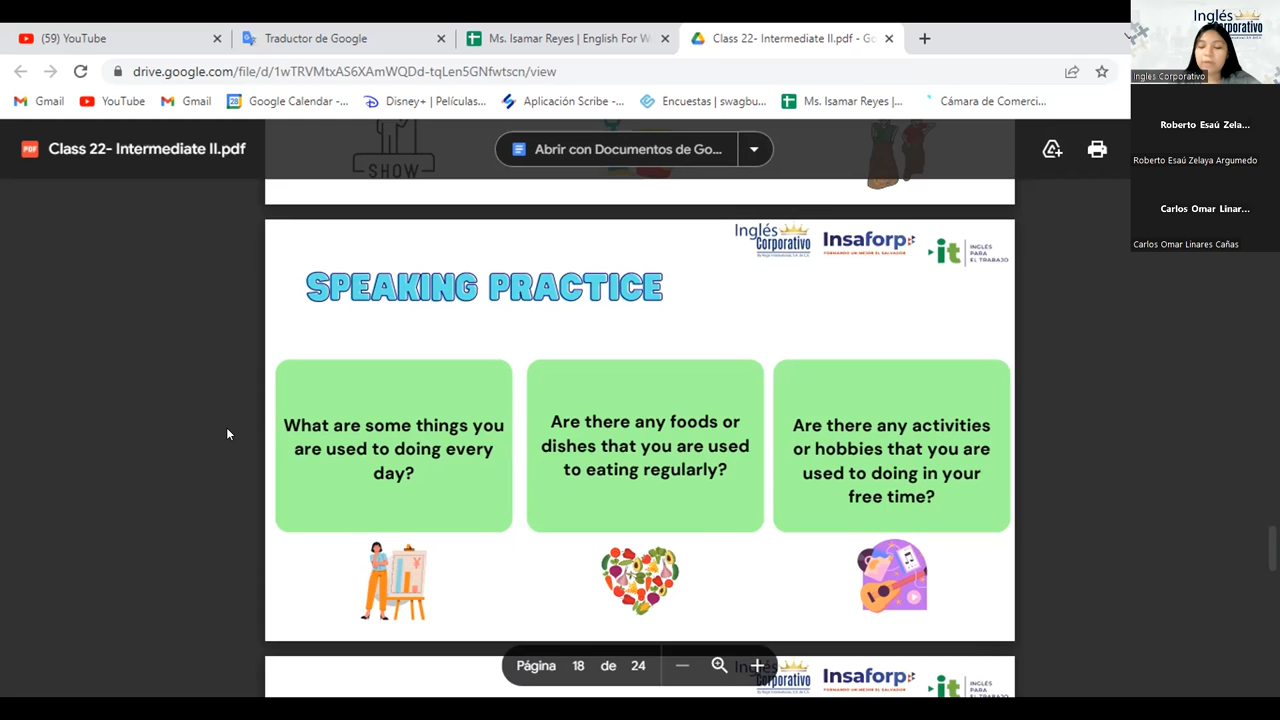 (59) YouTube
Traductor de Google
Ms. Isamar Reyes | English For W
Class 22- Intermediate II.pdf - Go
drive.google.com/file/d/1wTRVMtxAS6XAmWQDd-tqLen5GNfwtscn/view
Gmail
YouTube
Gmail
Google Calendar -...
Disney+ | Películas...
Aplicación Scribe -...
Encuestas | swagbu...
Ms. Isamar Reyes |...
Cámara de Comerci...
PDF
Class 22- Intermediate II.pdf
Abrir con Documentos de Go...
SHOW
Inglés
Corporativo
Insaforp
FORMANDO UN MEJOR EL SALVADOR
it
INGLÉS
PARA
EL TRABAJO
SPEAKING PRACTICE
What are some things you
are used to doing every
day?
Are there any foods or
dishes that you are used
to eating regularly?
Are there any activities
or hobbies that you are
used to doing in your
free time?
Página 18 de 24
Inglés
Corporativo
Insaforp
FORMANDO UN MEJOR EL SALVADOR
it
INGLÉS
PARA
EL TRABAJO
Inglés
Corporativo
Ingles Corporativo
Roberto Esaú Zela...
Roberto Esaú Zelaya Argumedo
Carlos Omar Linar...
Carlos Omar Linares Cañas